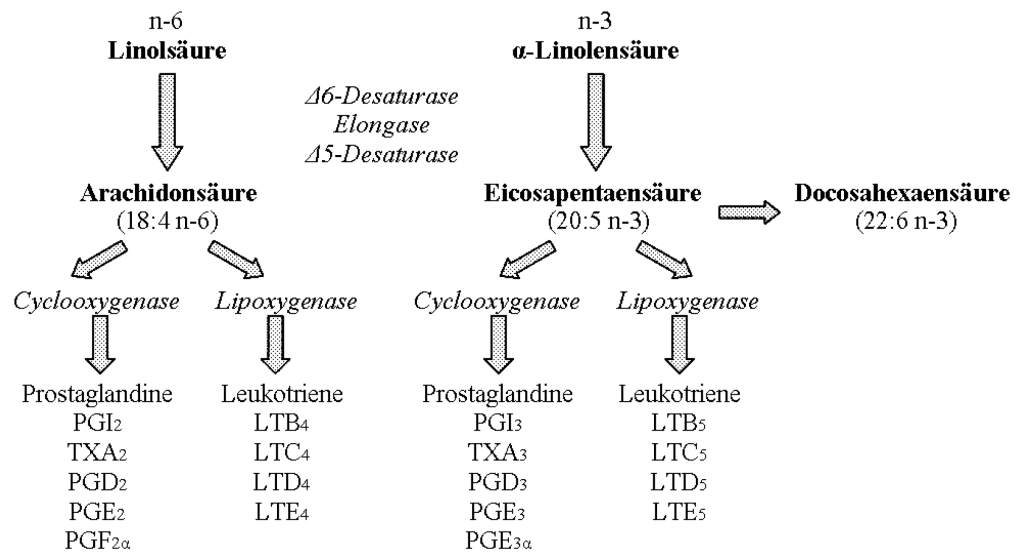 n-6
Linolsäure
n-3
α-Linolensäure
Δ6-Desaturase
Elongase
Δ5-Desaturase
Arachidonsäure
(18:4 n-6)
Eicosapentaensäure
(20:5 n-3)
Docosahexaensäure
(22:6 n-3)
Cyclooxygenase
Lipoxygenase
Cyclooxygenase
Lipoxygenase
Prostaglandine
PGI2
TXA2
PGD2
PGE2
PGF2α
Leukotriene
LTB4
LTC4
LTD4
LTE4
Prostaglandine
PGI3
TXA3
PGD3
PGE3
PGE3α
Leukotriene
LTB5
LTC5
LTD5
LTE5